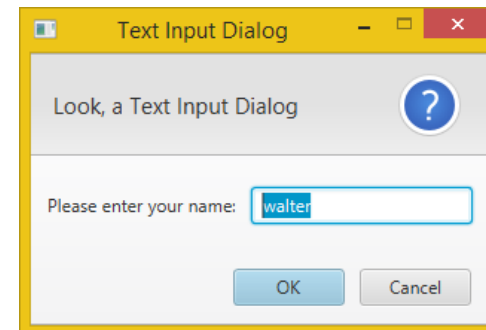 Text Input Dialog
Look, a Text Input Dialog
?
Please enter your name: walter
OK Cancel